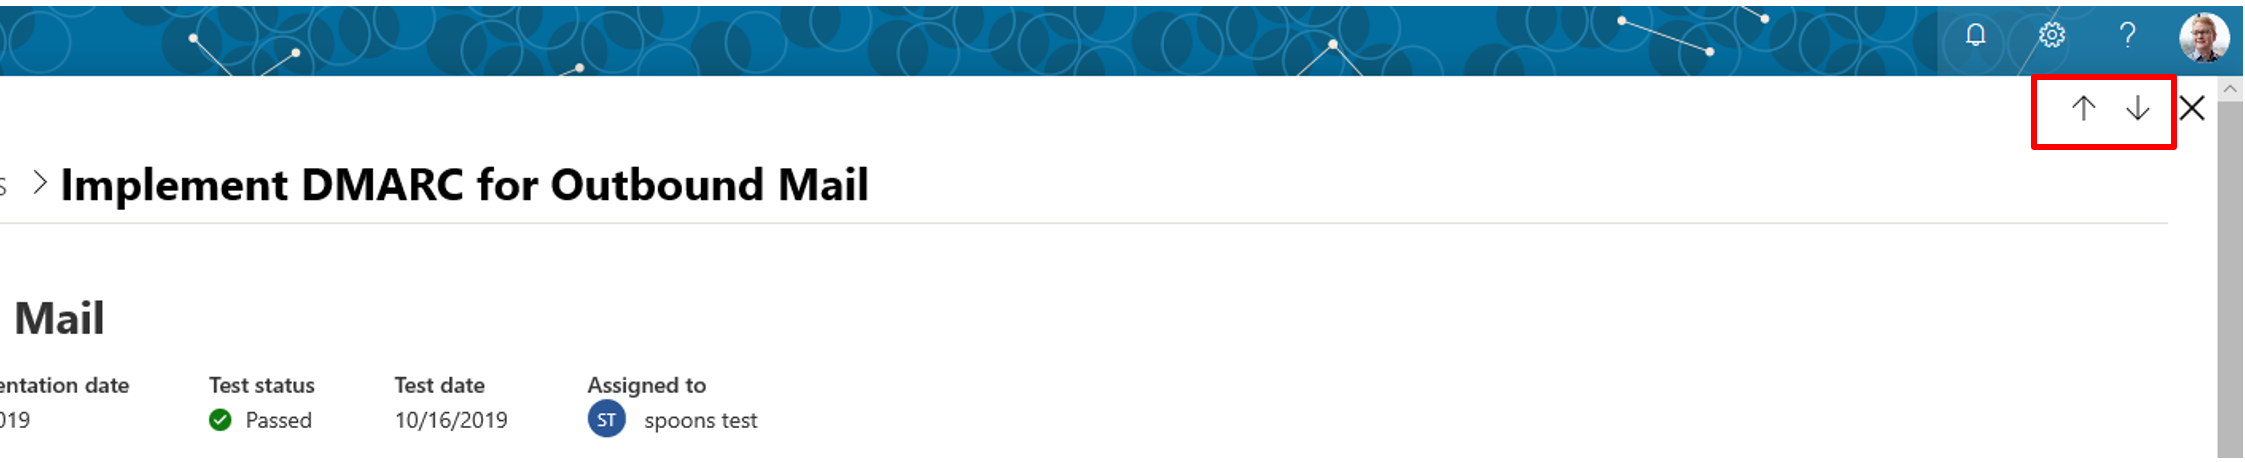 s > Implement DMARC for Outbound Mail
Mail
entation date Test status Test date Assigned to
019 Passed 10/16/2019 ST spoons test